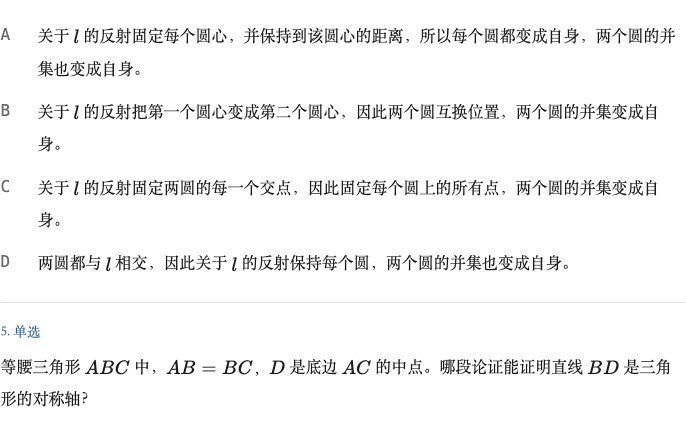 A 关于 l 的反射固定每个圆心，并保持到该圆心的距离，所以每个圆都变成自身，两个圆的并
集也变成自身。
B 关于 l 的反射把第一个圆心变成第二个圆心，因此两个圆互换位置，两个圆的并集变成自
身。
C 关于 l 的反射固定两圆的每一个交点，因此固定每个圆上的所有点，两个圆的并集变成自
身。
D 两圆都与 l 相交，因此关于 l 的反射保持每个圆，两个圆的并集也变成自身。
5. 单选
等腰三角形 ABC 中，AB = BC，D 是底边 AC 的中点。哪段论证能证明直线 BD 是三角
形的对称轴？